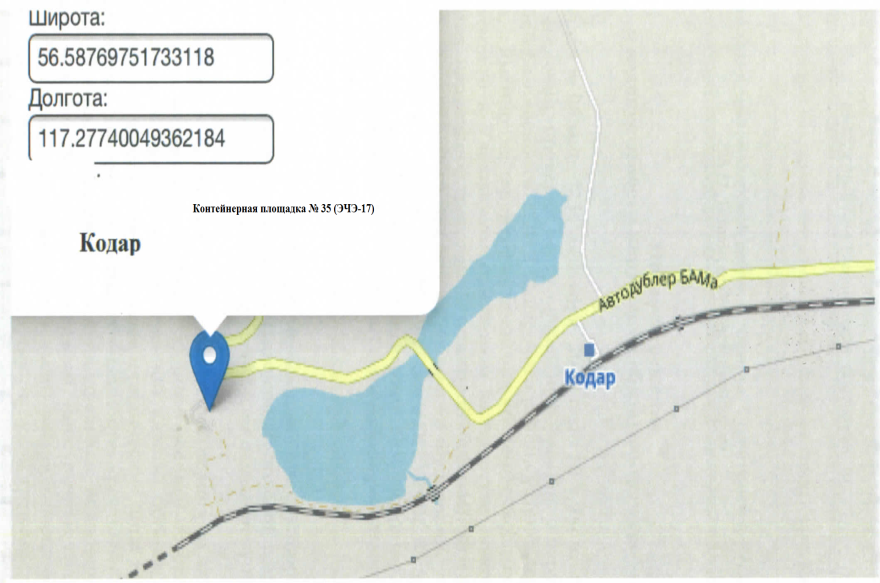 Широта:
56.58769751733118
Долгота:
117.27740049362184
Контейнерная площадка № 35 (ЭЧЭ-17)
Кодар
Автодублер БАМа
Кодар